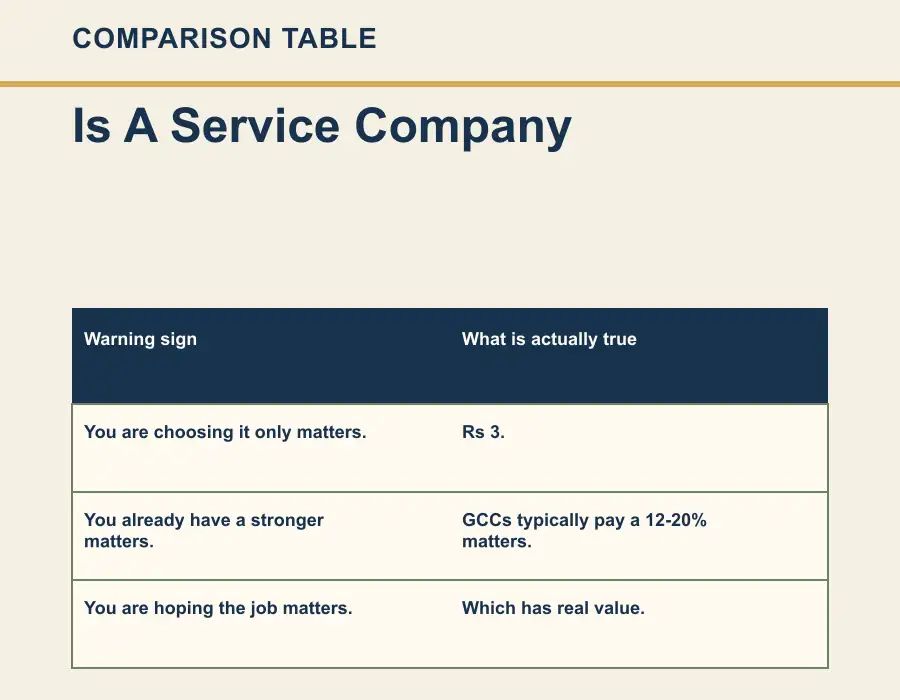 COMPARISON TABLE
Is A Service Company
Warning sign
What is actually true
You are choosing it only matters.
Rs 3.
You already have a stronger
matters.
GCCs typically pay a 12-20%
matters.
You are hoping the job matters.
Which has real value.